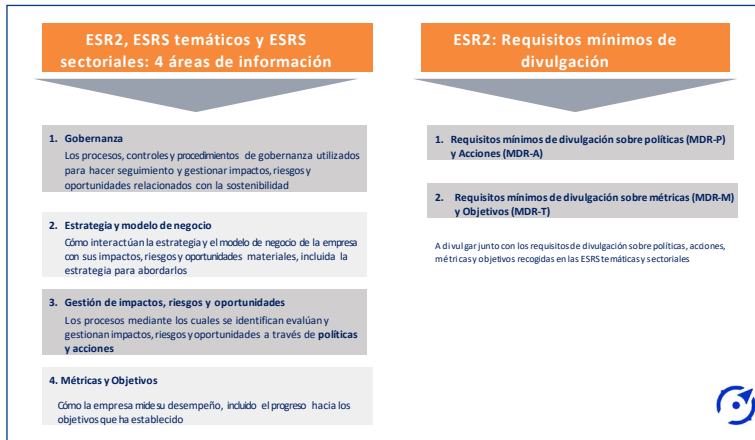 ESR2, ESRS temáticos y ESRS
sectoriales: 4 áreas de información
1. Gobernanza
Los procesos, controles y procedimientos de gobernanza utilizados
para hacer seguimiento y gestionar impactos, riesgos y
oportunidades relacionados con la sostenibilidad
2. Estrategia y modelo de negocio
Cómo interactúan la estrategia y el modelo de negocio de la empresa
con sus impactos, riesgos y oportunidades materiales, incluida la
estrategia para abordarlos
3. Gestión de impactos, riesgos y oportunidades
Los procesos mediante los cuales se identifican evalúan y
gestionan impactos, riesgos y oportunidades a través de políticas
y acciones
4. Métricas y Objetivos
Cómo la empresa mide su desempeño, incluido el progreso hacia los
objetivos que ha establecido
ESR2: Requisitos mínimos de
divulgación
1. Requisitos mínimos de divulgación sobre políticas (MDR-P)
y Acciones (MDR-A)
2. Requisitos mínimos de divulgación sobre métricas (MDR-M)
y Objetivos (MDR-T)
A divulgar junto con los requisitos de divulgación sobre políticas, acciones,
métricas y objetivos recogidas en las ESRS temáticas y sectoriales